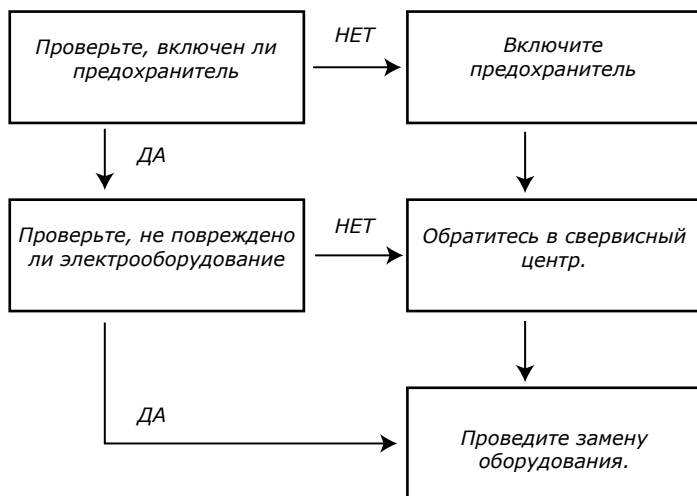 Проверьте, включен ли
предохранитель
НЕТ
Включите
предохранитель
ДА
Проверьте, не повреждено
ли электрооборудование
НЕТ
Обратитесь в свервисный
центр.
ДА
Проведите замену
оборудования.